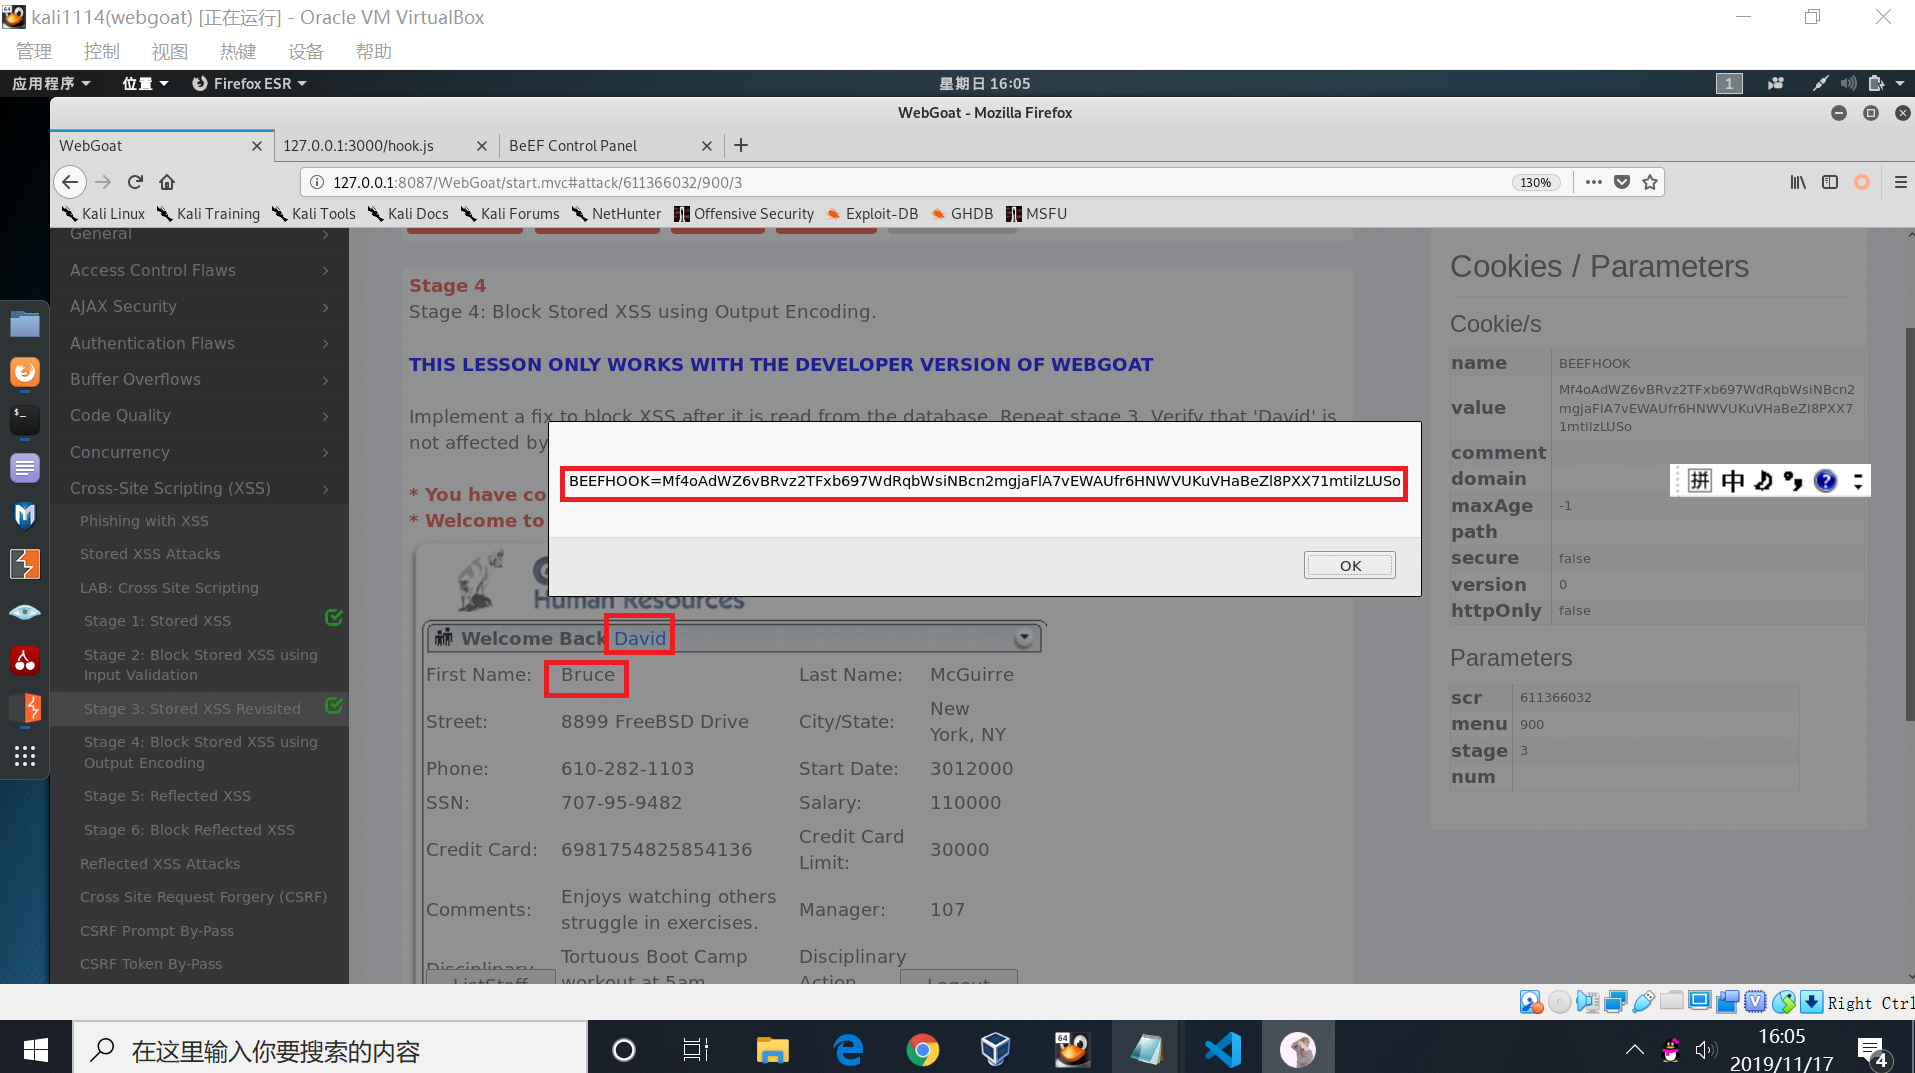 kali1114(webgoat) [正在运行] - Oracle VM VirtualBox
管理 控制 视图 热键 设备 帮助
应用程序 位置 Firefox ESR 星期日 16:05 1
WebGoat - Mozilla Firefox
WebGoat 127.0.0.1:3000/hook.js BeEF Control Panel
127.0.0.1:8087/WebGoat/start.mvc#attack/611366032/900/3 130%
Kali Linux Kali Training Kali Tools Kali Docs Kali Forums NetHunter Offensive Security Exploit-DB GHDB MSFU
General
Access Control Flaws
AJAX Security
Authentication Flaws
Buffer Overflows
Code Quality
Concurrency
Cross-Site Scripting (XSS)
Phishing with XSS
Stored XSS Attacks
LAB: Cross Site Scripting
Stage 1: Stored XSS
Stage 2: Block Stored XSS using
Input Validation
Stage 3: Stored XSS Revisited
Stage 4: Block Stored XSS using
Output Encoding
Stage 5: Reflected XSS
Stage 6: Block Reflected XSS
Reflected XSS Attacks
Cross Site Request Forgery (CSRF)
CSRF Prompt By-Pass
CSRF Token By-Pass
Stage 4
Stage 4: Block Stored XSS using Output Encoding.
THIS LESSON ONLY WORKS WITH THE DEVELOPER VERSION OF WEBGOAT
Implement a fix to block XSS after it is read from the database. Repeat stage 3. Verify that 'David' is
not affected by
* You have co
* Welcome to
BEEFHOOK=Mf4oAdWZ6vBRvz2TFxb697WdRqbWsiNBcn2mgjaFlA7vEWAUfr6HNWVUKuVHaBeZl8PXX71mtilzLUSo
OK
Human Resources
Welcome Back David
First Name: Bruce Last Name: McGuirre
Street: 8899 FreeBSD Drive City/State: New
York, NY
Phone: 610-282-1103 Start Date: 3012000
SSN: 707-95-9482 Salary: 110000
Credit Card: 6981754825854136 Credit Card
Limit: 30000
Comments: Enjoys watching others
struggle in exercises. Manager: 107
Disciplinary Tortuous Boot Camp
workout at 5am Disciplinary
Action
ListStaff Logout
Cookies / Parameters
Cookie/s
name BEEFHOOK
value Mf4oAdWZ6vBRvz2TFxb697WdRqbWsiNBcn2
mgjaFlA7vEWAUfr6HNWVUKuVHaBeZl8PXX7
1mtilzLUSo
comment
domain
maxAge -1
path
secure false
version 0
httpOnly false
Parameters
scr 611366032
menu 900
stage 3
num
拼 中
Right Ctrl
在这里输入你要搜索的内容
64
16:05
2019/11/17
4